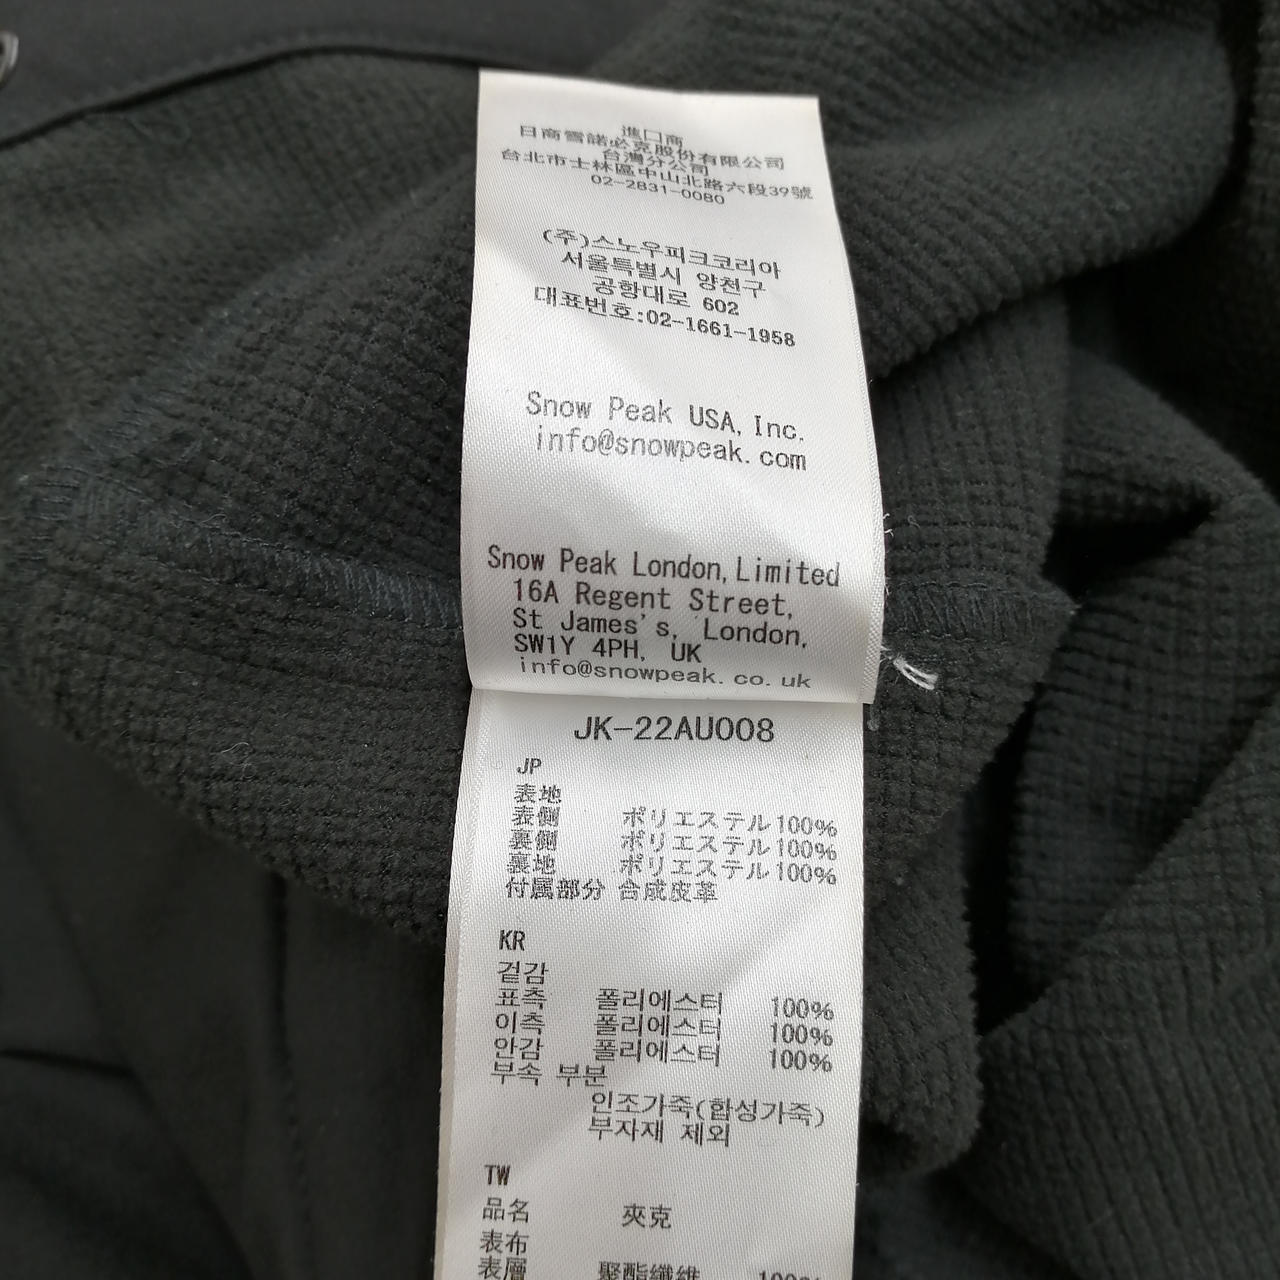 進口商
日商雪諾必克股份有限公司
台灣分公司
台北市士林區中山北路六段39號
02-2831-0080
(주)스노우피크코리아
서울특별시 양천구
공항대로 602
대표번호:02-1661-1958
Snow Peak USA, Inc.
info@snowpeak.com
Snow Peak London, Limited
16A Regent Street,
St James's, London,
SW1Y 4PH, UK
info@snowpeak.co.uk
JK-22AU008
JP
表地
表側 ポリエステル100%
裏側 ポリエステル100%
裏地 ポリエステル100%
付属部分 合成皮革
KR
겉감
표측 폴리에스터 100%
이측 폴리에스터 100%
안감 폴리에스터 100%
부속 부분
인조가죽(합성가죽)
부자재 제외
TW
品名 夾克
表布
表層 聚酯纖維 100%